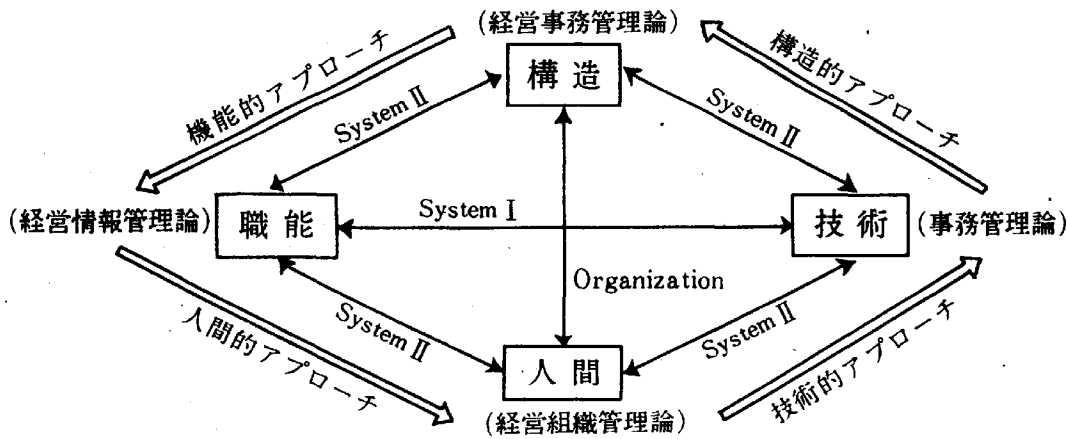 (経営事務管理論)
構造
機能的アプローチ
構造的アプローチ
System Ⅱ
System Ⅱ
(経営情報管理論)
職能
System Ⅰ
技術
(事務管理論)
Organization
人間的アプローチ
System Ⅱ
System Ⅱ
技術的アプローチ
人間
(経営組織管理論)